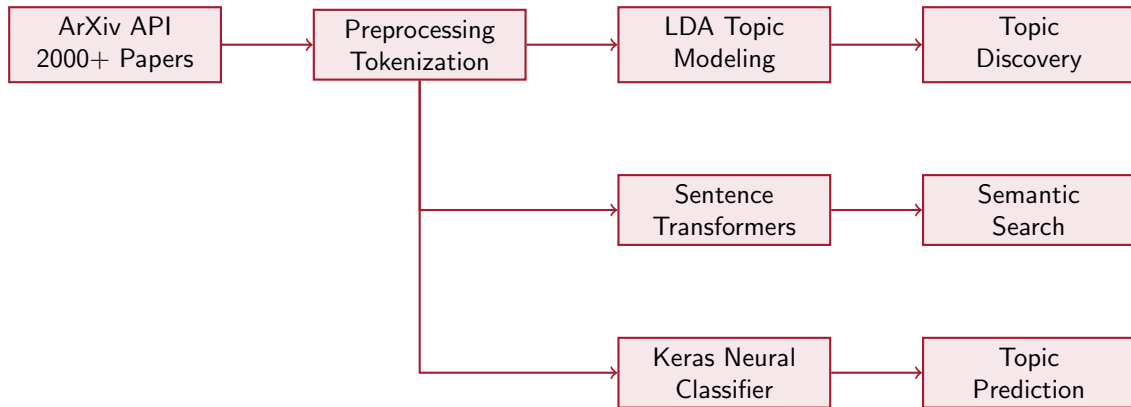 ArXiv API
2000+ Papers
Preprocessing
Tokenization
LDA Topic
Modeling
Topic
Discovery
Sentence
Transformers
Semantic
Search
Keras Neural
Classifier
Topic
Prediction